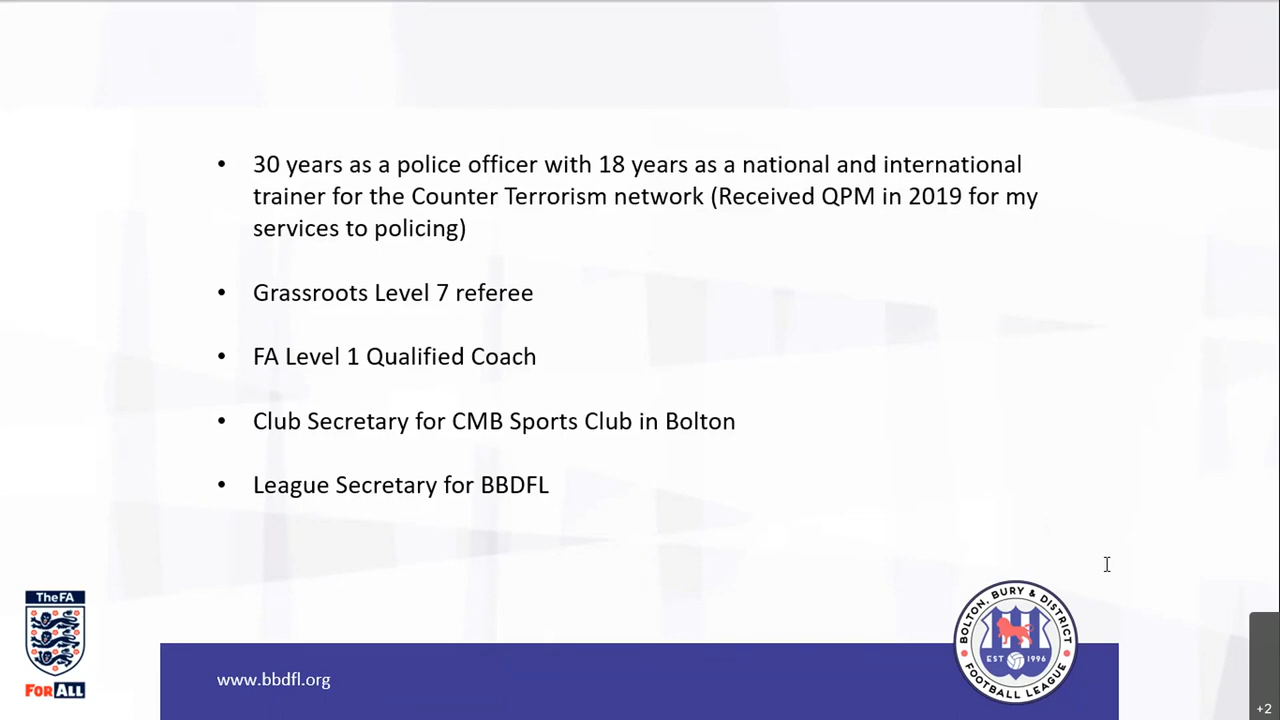 • 30 years as a police officer with 18 years as a national and international
trainer for the Counter Terrorism network (Received QPM in 2019 for my
services to policing)
• Grassroots Level 7 referee
• FA Level 1 Qualified Coach
• Club Secretary for CMB Sports Club in Bolton
• League Secretary for BBDFL
TheFA
FOR ALL
www.bbdfl.org
BOLTON, BURY & DISTRICT
EST 1996
FOOTBALL LEAGUE
+2